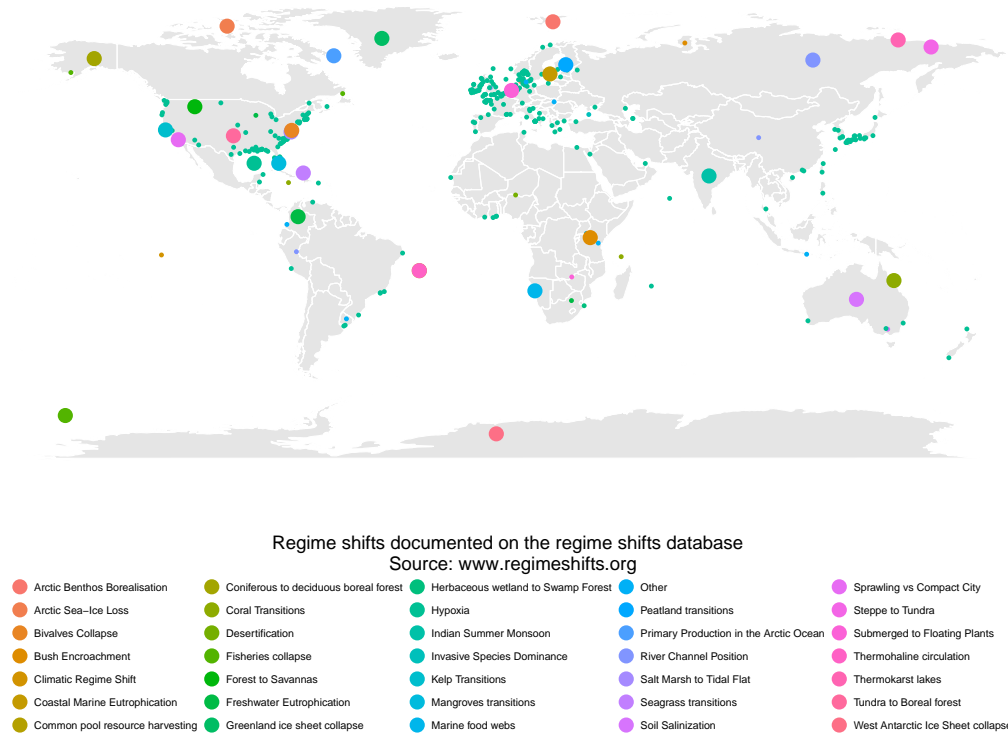 Regime shifts documented on the regime shifts database
Source: www.regimeshifts.org
Arctic Benthos Borealisation
Arctic Sea−Ice Loss
Bivalves Collapse
Bush Encroachment
Climatic Regime Shift
Coastal Marine Eutrophication
Common pool resource harvesting
Coniferous to deciduous boreal forest
Coral Transitions
Desertification
Fisheries collapse
Forest to Savannas
Freshwater Eutrophication
Greenland ice sheet collapse
Herbaceous wetland to Swamp Forest
Hypoxia
Indian Summer Monsoon
Invasive Species Dominance
Kelp Transitions
Mangroves transitions
Marine food webs
Other
Peatland transitions
Primary Production in the Arctic Ocean
River Channel Position
Salt Marsh to Tidal Flat
Seagrass transitions
Soil Salinization
Sprawling vs Compact City
Steppe to Tundra
Submerged to Floating Plants
Thermohaline circulation
Thermokarst lakes
Tundra to Boreal forest
West Antarctic Ice Sheet collapse